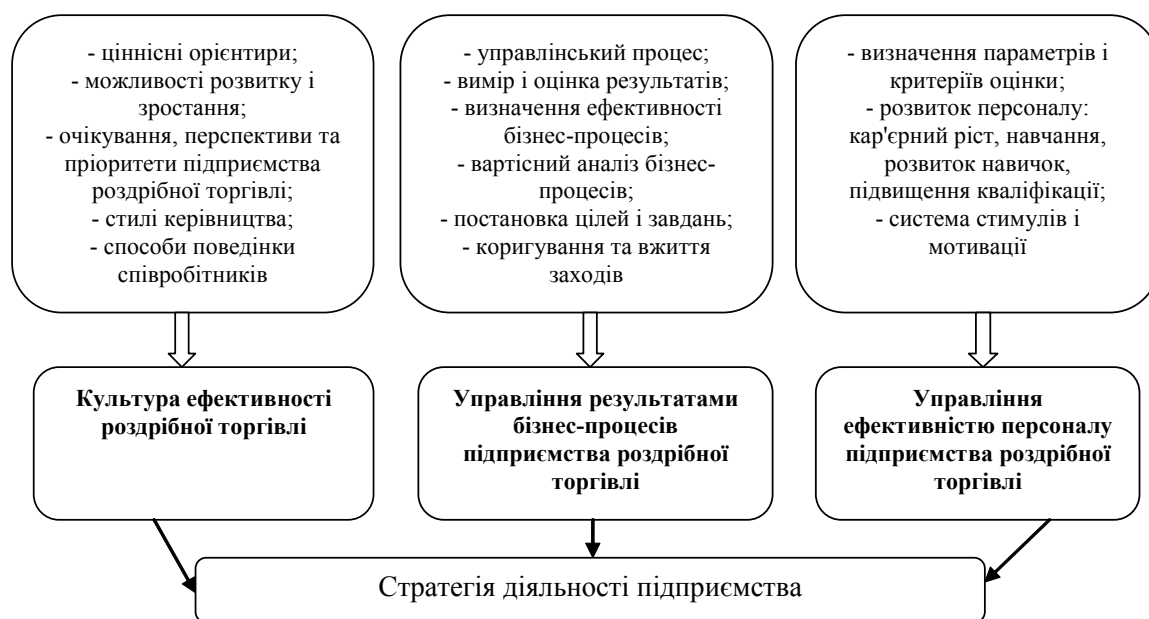 - ціннісні орієнтири;
- можливості розвитку і
зростання;
- очікування, перспективи та
пріоритети підприємства
роздрібної торгівлі;
- стилі керівництва;
- способи поведінки
співробітників
- управлінський процес;
- вимір і оцінка результатів;
- визначення ефективності
бізнес-процесів;
- вартісний аналіз бізнес-
процесів;
- постановка цілей і завдань;
- коригування та вжиття
заходів
- визначення параметрів і
критеріїв оцінки;
- розвиток персоналу:
кар'єрний ріст, навчання,
розвиток навичок,
підвищення кваліфікації;
- система стимулів і
мотивації
Культура ефективності
роздрібної торгівлі
Управління результатами
бізнес-процесів
підприємства роздрібної
торгівлі
Управління
ефективністю персоналу
підприємства роздрібної
торгівлі
Стратегія діяльності підприємства